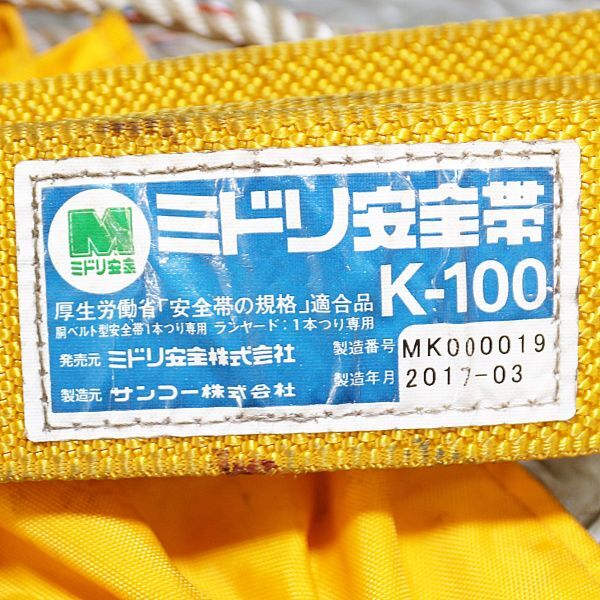 M
ミドリ安全
ミドリ安全帯
厚生労働省「安全帯の規格」適合品
K-100
胴ベルト型安全帯1本つり専用 ランヤード:1本つり専用
発売元 ミドリ安全株式会社
製造番号 MK000019
製造元 サンコー株式会社
製造年月 2017-03